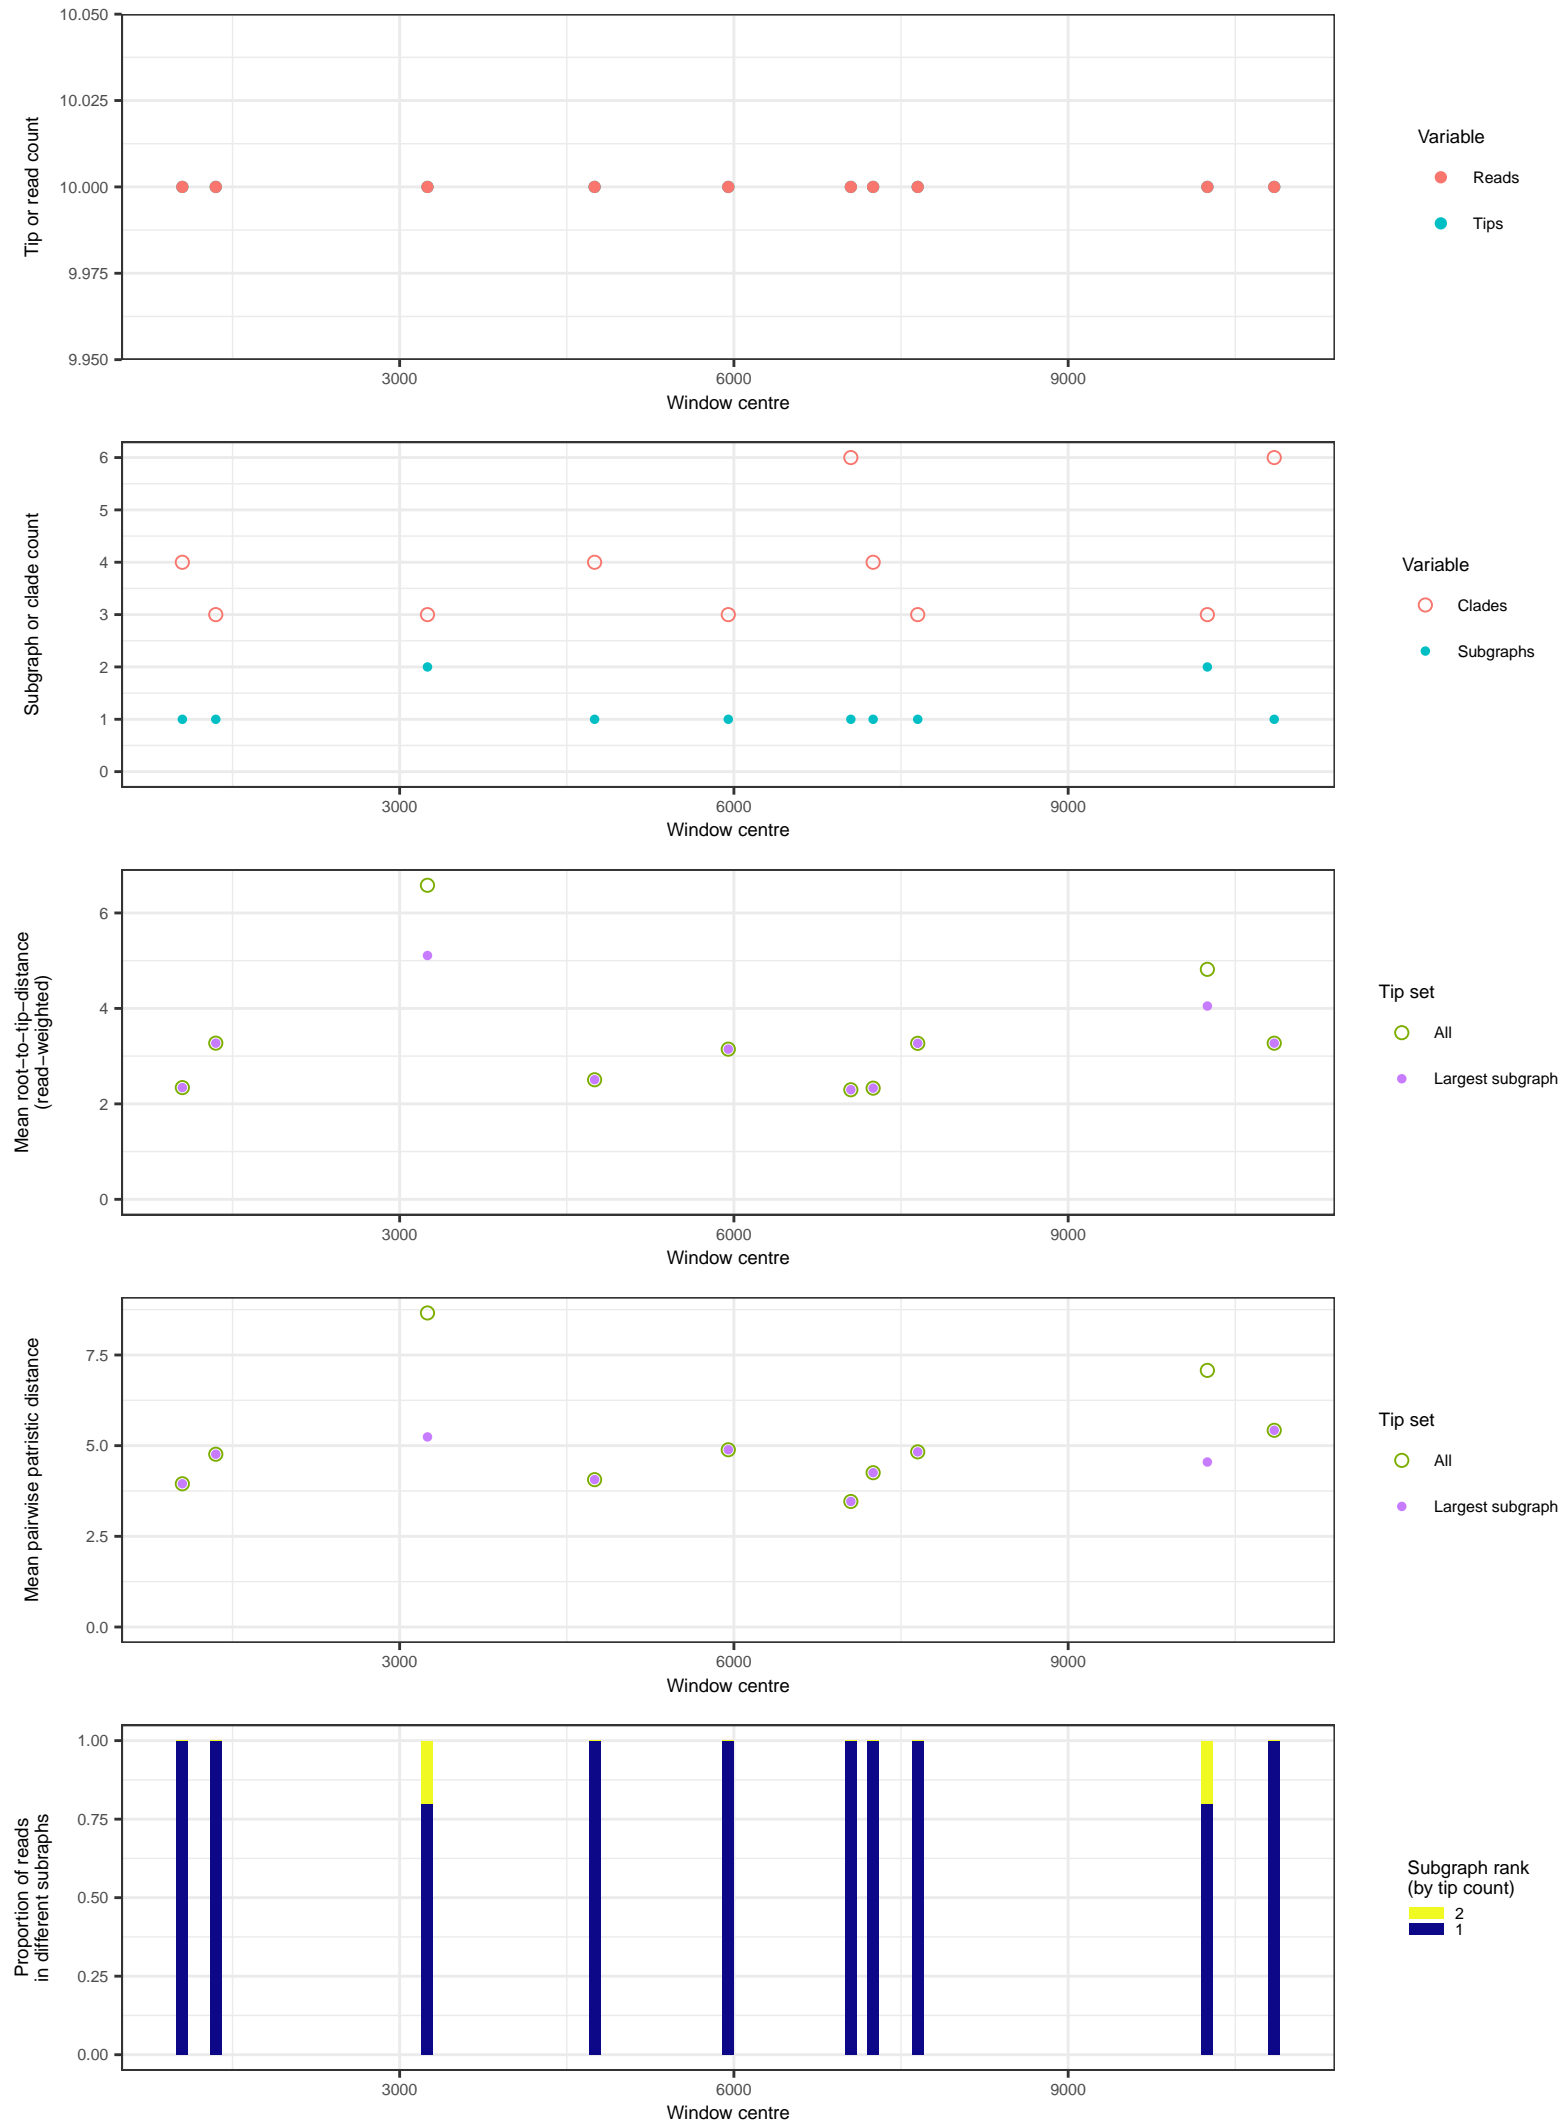 10.050
10.025
10.000
9.975
9.950
Tip or read count
3000
6000
9000
Window centre
Variable
Reads
Tips
6
5
4
3
2
1
0
Subgraph or clade count
3000
6000
9000
Window centre
Variable
Clades
Subgraphs
6
4
2
0
Mean root−to−tip−distance
(read−weighted)
3000
6000
9000
Window centre
Tip set
All
Largest subgraph
7.5
5.0
2.5
0.0
Mean pairwise patristic distance
3000
6000
9000
Window centre
Tip set
All
Largest subgraph
1.00
0.75
0.50
0.25
0.00
Proportion of reads
in different subraphs
3000
6000
9000
Window centre
Subgraph rank
(by tip count)
2
1